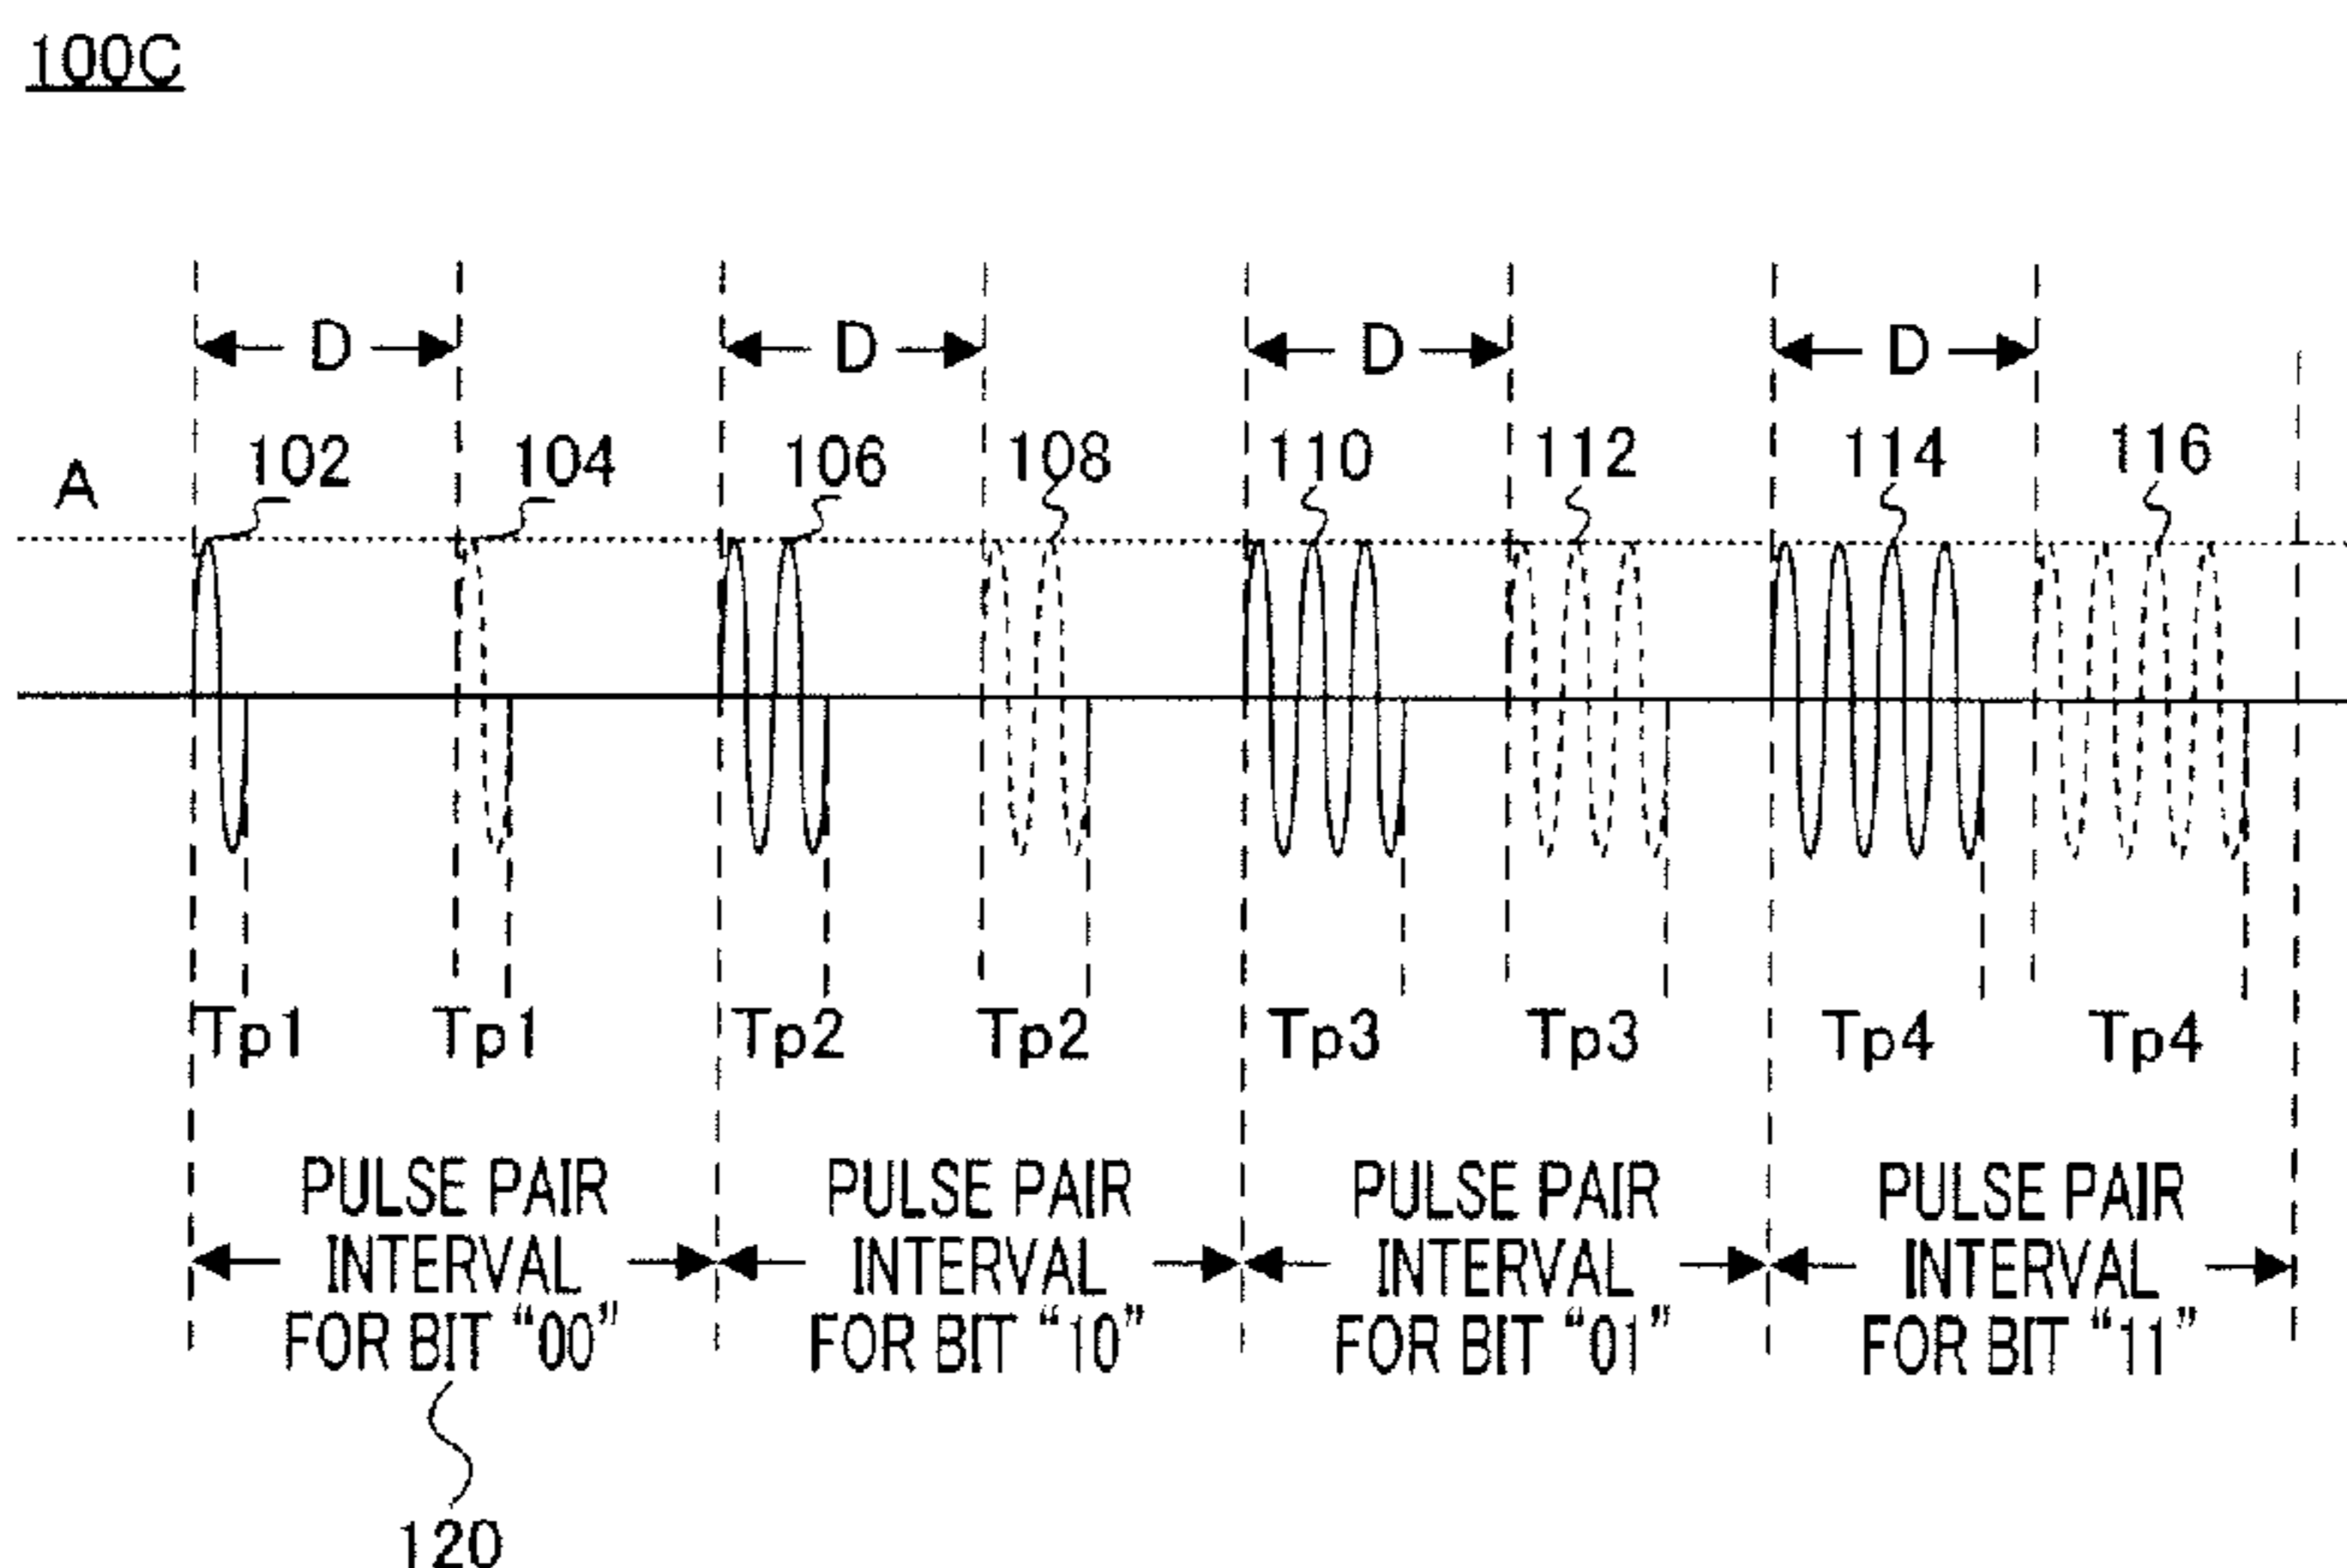 100C
D D D D
A 102 104 106 108 110 112 114 116
Tp1 Tp1 Tp2 Tp2 Tp3 Tp3 Tp4 Tp4
PULSE PAIR
INTERVAL
FOR BIT “00”
PULSE PAIR
INTERVAL
FOR BIT “10”
PULSE PAIR
INTERVAL
FOR BIT “01”
PULSE PAIR
INTERVAL
FOR BIT “11”
120